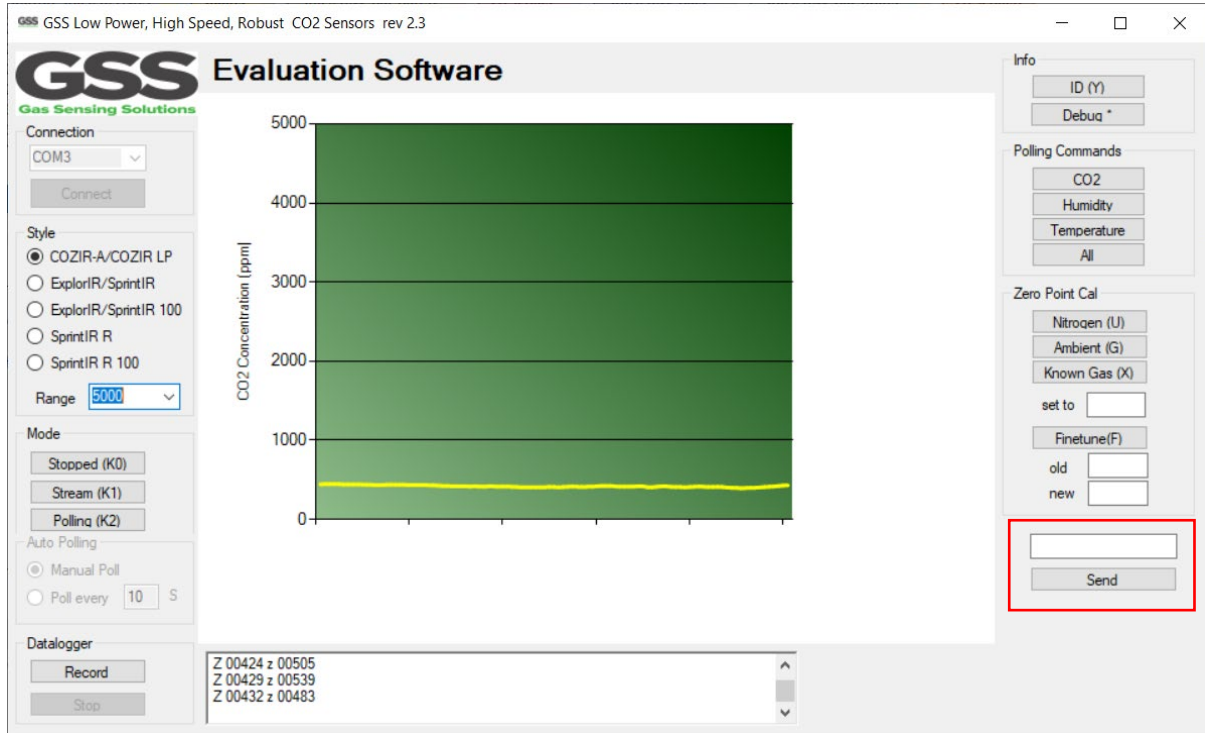 GSS GSS Low Power, High Speed, Robust CO2 Sensors rev 2.3
GSS
Gas Sensing Solutions
Evaluation Software
Connection
COM3
Connect
Style
COZIR-A/COZIR LP
ExplorIR/SprintIR
ExplorIR/SprintIR 100
SprintIR R
SprintIR R 100
Range 5000
Mode
Stopped (K0)
Stream (K1)
Polling (K2)
Auto Polling
Manual Poll
Poll every 10 S
Datalogger
Record
Stop
CO2 Concentration (ppm)
5000
4000
3000
2000
1000
0
Z 00424 z 00505
Z 00429 z 00539
Z 00432 z 00483
Info
ID (Y)
Debug *
Polling Commands
CO2
Humidity
Temperature
All
Zero Point Cal
Nitrogen (U)
Ambient (G)
Known Gas (X)
set to
Finetune(F)
old
new
Send